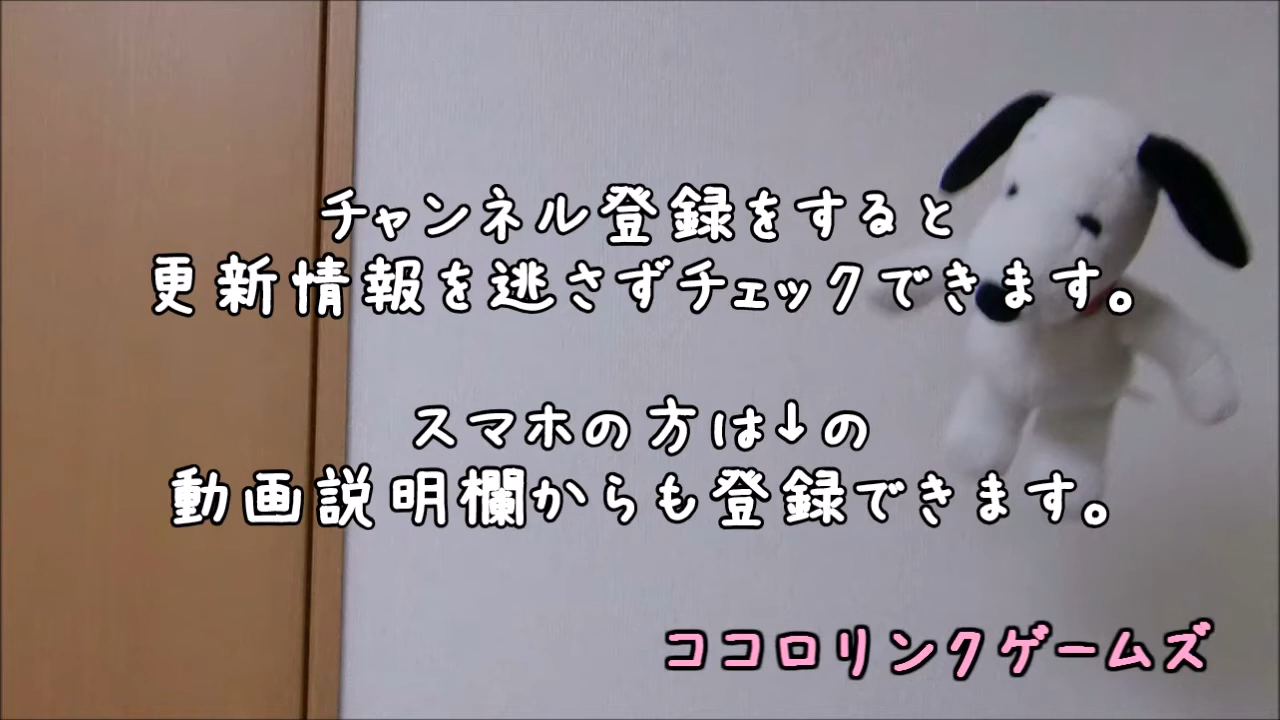 チャンネル登録をすると
更新情報を逃さずチェックできます。
スマホの方は↓の
動画説明欄からも登録できます。
ココロリンクゲームズ